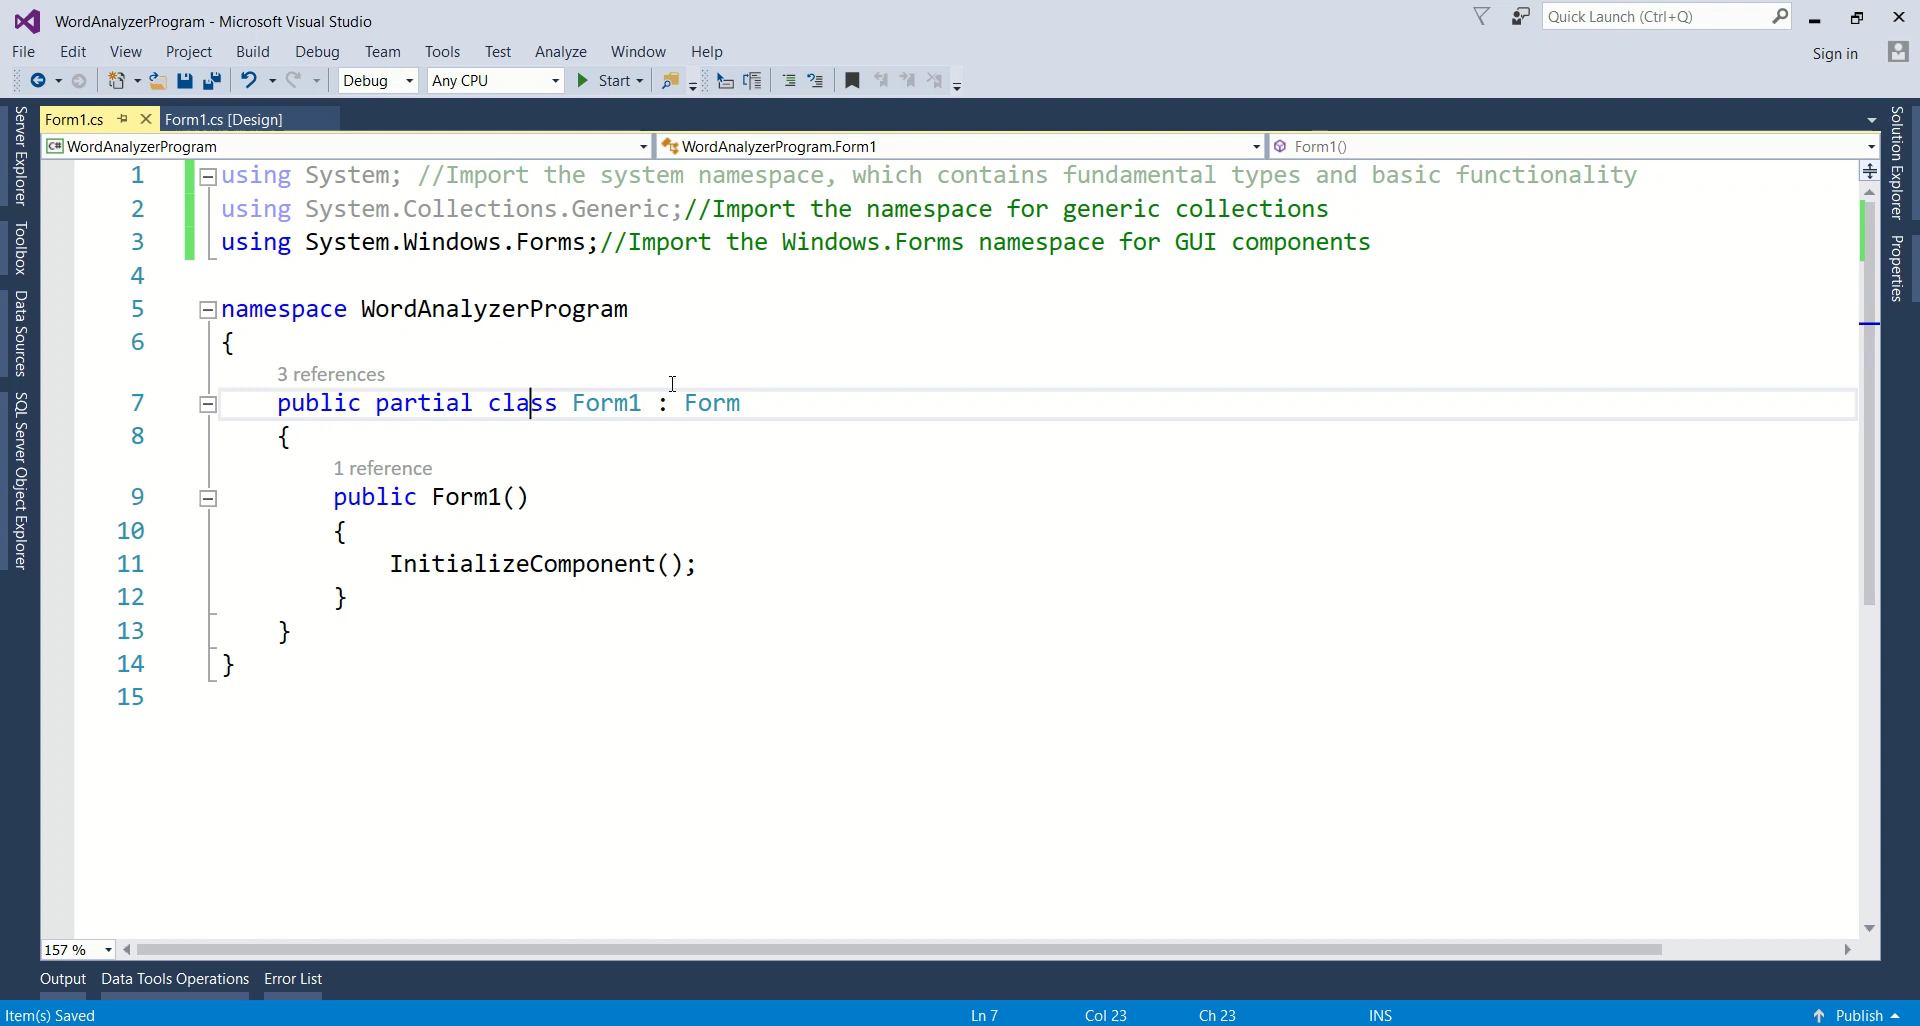 WordAnalyzerProgram - Microsoft Visual Studio
Quick Launch (Ctrl+Q)
File Edit View Project Build Debug Team Tools Test Analyze Window Help
Sign in
Debug Any CPU Start
Form1.cs Form1.cs [Design]
WordAnalyzerProgram WordAnalyzerProgram.Form1 Form1()
1 using System; //Import the system namespace, which contains fundamental types and basic functionality
2 using System.Collections.Generic;//Import the namespace for generic collections
3 using System.Windows.Forms;//Import the Windows.Forms namespace for GUI components
4
5 namespace WordAnalyzerProgram
6 {
3 references
7 public partial class Form1 : Form
8 {
1 reference
9 public Form1()
10 {
11 InitializeComponent();
12 }
13 }
14 }
15
Server Explorer
Toolbox
Data Sources
SQL Server Object Explorer
Solution Explorer
Properties
157 %
Output Data Tools Operations Error List
Item(s) Saved Ln 7 Col 23 Ch 23 INS Publish